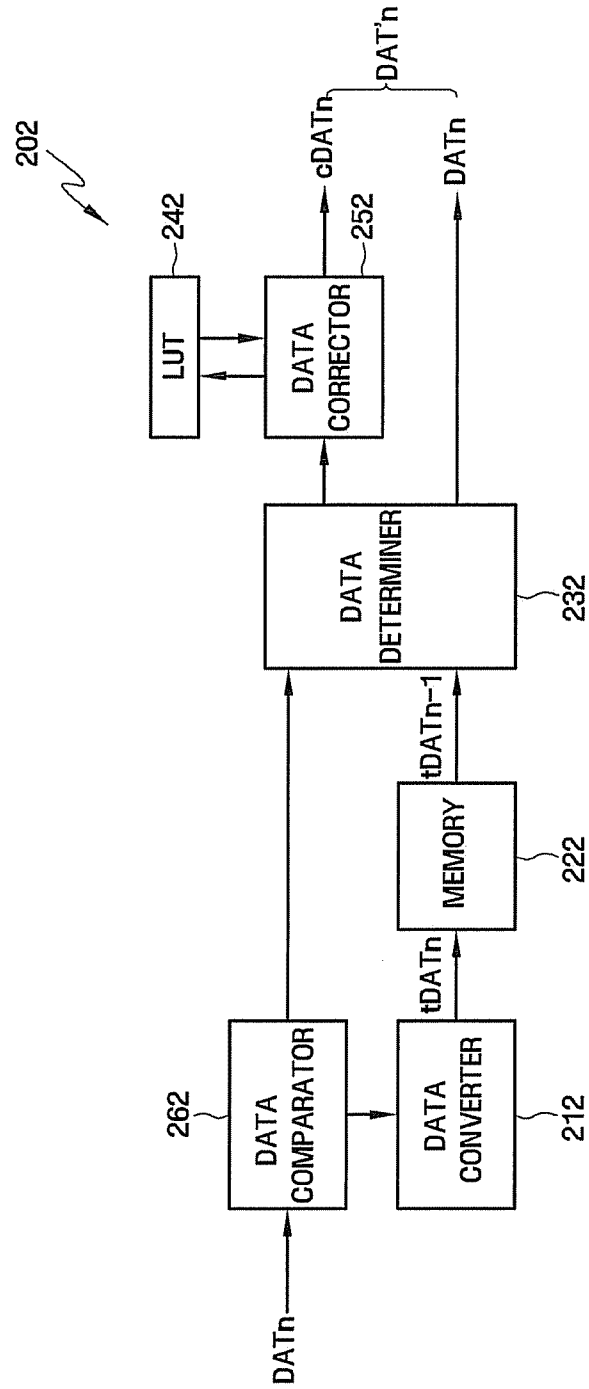 202
DATn
262
DATA
COMPARATOR
DATA
CONVERTER
212
tDATn
MEMORY
222
tDATn-1
DATA
DETERMINER
232
LUT
242
DATA
CORRECTOR
252
cDATn
DATn
DAT'n